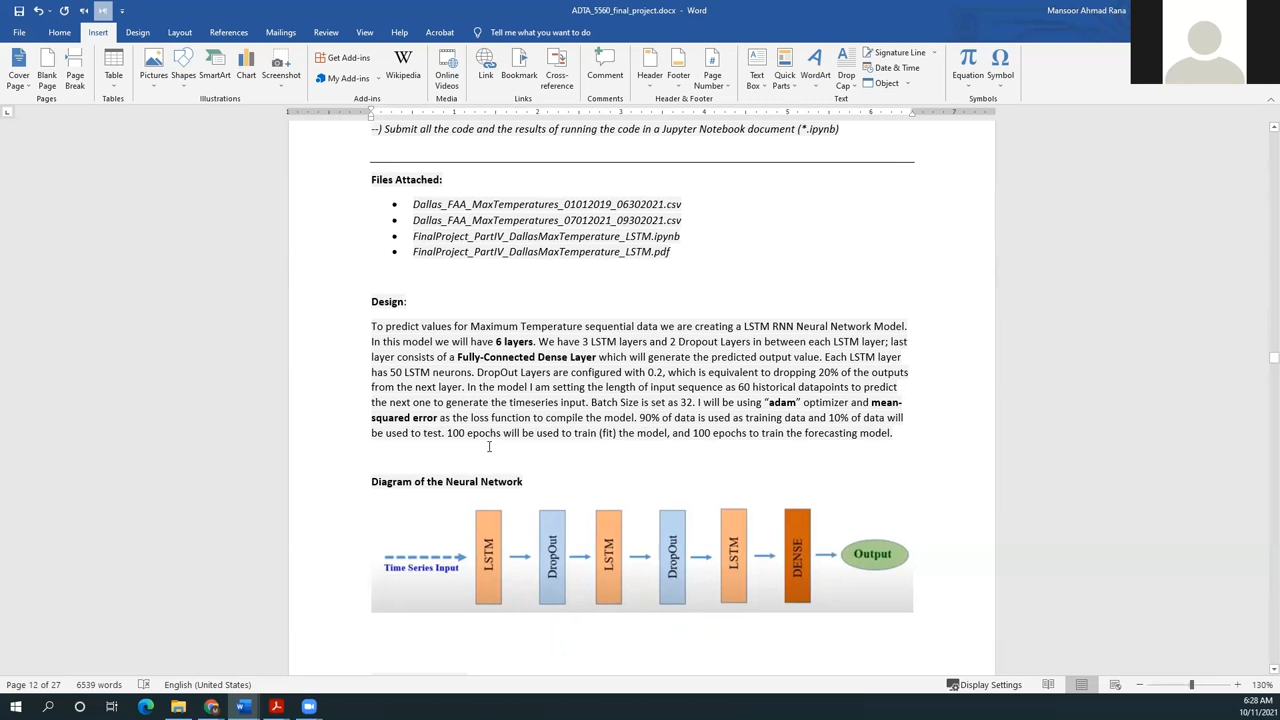 ADTA_5560_final_project.docx - Word
Mansoor Ahmad Rana
File Home Insert Design Layout References Mailings Review View Help Acrobat Tell me what you want to do
Cover Page Blank Page Page Break
Pages
Table
Tables
Pictures Shapes SmartArt Chart Screenshot
Illustrations
Get Add-ins
My Add-ins
Wikipedia
Add-ins
Online Videos
Media
Link Bookmark Cross-reference
Links
Comment
Comments
Header Footer Page Number
Header & Footer
Text Box Quick Parts WordArt Drop Cap
Signature Line
Date & Time
Object
Text
Equation Symbol
Symbols
1 1 2 3 4 5 6 7
--) Submit all the code and the results of running the code in a Jupyter Notebook document (*.ipynb)
Files Attached:
• Dallas_FAA_MaxTemperatures_01012019_06302021.csv
• Dallas_FAA_MaxTemperatures_07012021_09302021.csv
• FinalProject_PartIV_DallasMaxTemperature_LSTM.ipynb
• FinalProject_PartIV_DallasMaxTemperature_LSTM.pdf
Design:
To predict values for Maximum Temperature sequential data we are creating a LSTM RNN Neural Network Model.
In this model we will have 6 layers. We have 3 LSTM layers and 2 Dropout Layers in between each LSTM layer; last
layer consists of a Fully-Connected Dense Layer which will generate the predicted output value. Each LSTM layer
has 50 LSTM neurons. DropOut Layers are configured with 0.2, which is equivalent to dropping 20% of the outputs
from the next layer. In the model I am setting the length of input sequence as 60 historical datapoints to predict
the next one to generate the timeseries input. Batch Size is set as 32. I will be using “adam” optimizer and mean-
squared error as the loss function to compile the model. 90% of data is used as training data and 10% of data will
be used to test. 100 epochs will be used to train (fit) the model, and 100 epochs to train the forecasting model.
Diagram of the Neural Network
Time Series Input
LSTM
DropOut
LSTM
DropOut
LSTM
DENSE
Output
Page 12 of 27 6539 words English (United States) Display Settings 130%
6:28 AM
10/11/2021